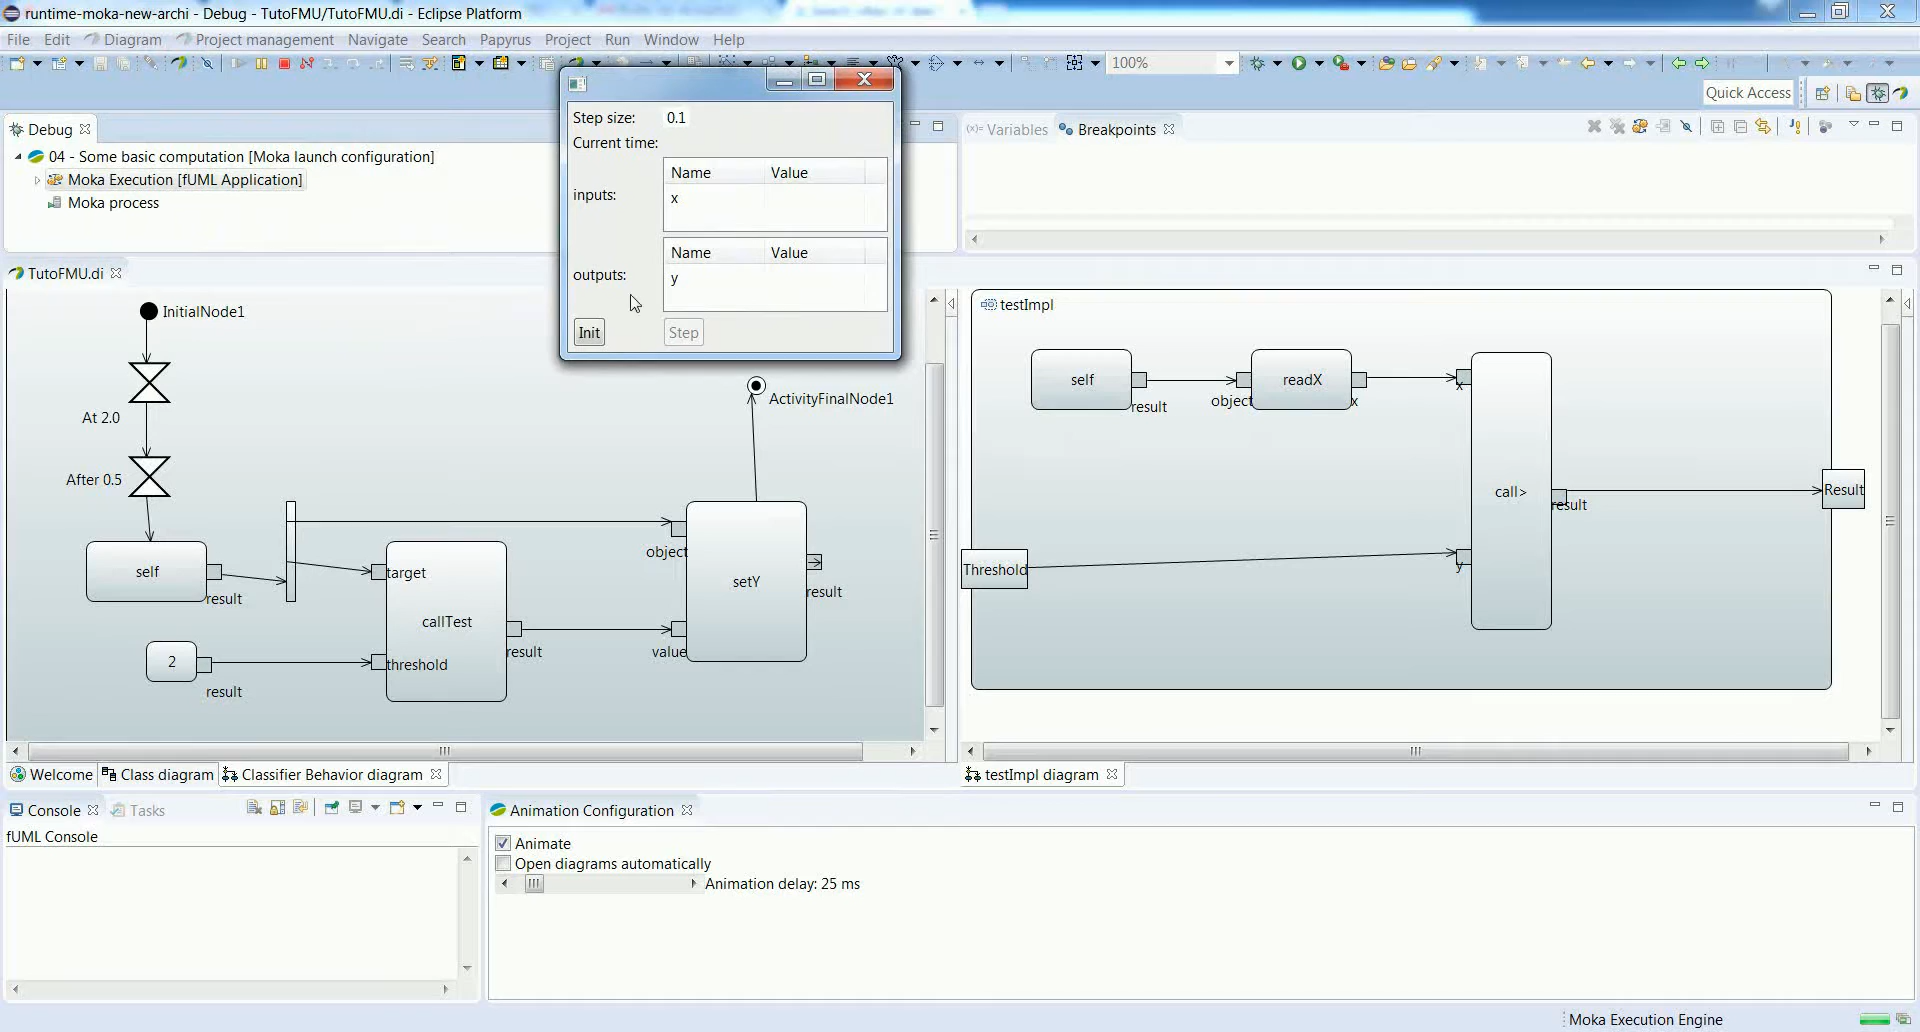 runtime-moka-new-archi - Debug - TutoFMU/TutoFMU.di - Eclipse Platform
File Edit Diagram Project management Navigate Search Papyrus Project Run Window Help
100%
Quick Access
Debug
04 - Some basic computation [Moka launch configuration]
Moka Execution [fUML Application]
Moka process
Step size: 0.1
Current time:
Name Value
inputs:
x
Name Value
outputs:
y
Init Step
(x)= Variables Breakpoints
TutoFMU.di
InitialNode1
At 2.0
After 0.5
self
result
2
result
target
callTest
threshold
result
object
setY
value
result
ActivityFinalNode1
testImpl
self
result
object
readX
x
x
call>
y
result
Result
Threshold
Welcome Class diagram Classifier Behavior diagram
testImpl diagram
Console Tasks
fUML Console
Animation Configuration
Animate
Open diagrams automatically
Animation delay: 25 ms
Moka Execution Engine